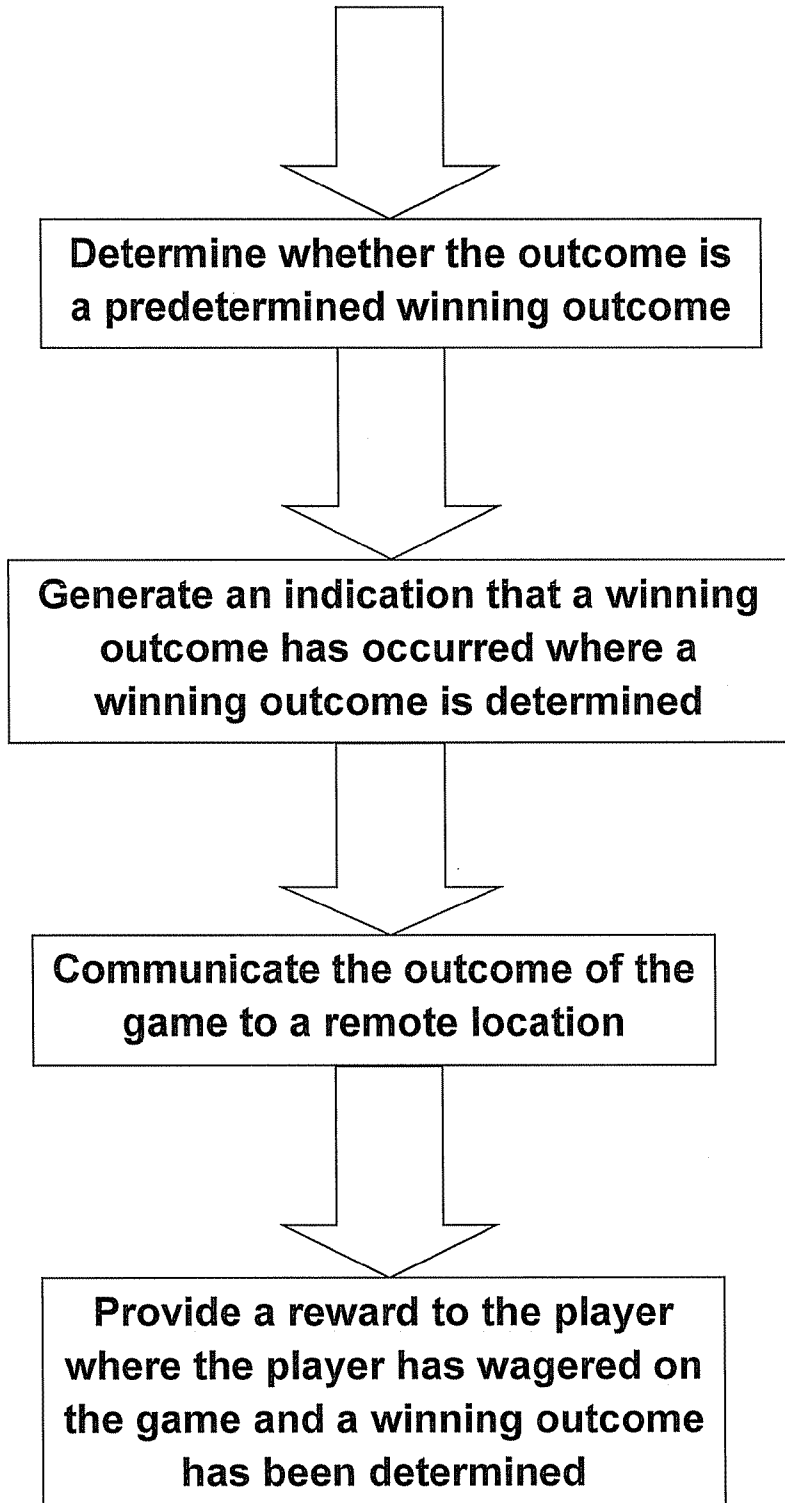 Determine whether the outcome is
a predetermined winning outcome
Generate an indication that a winning
outcome has occurred where a
winning outcome is determined
Communicate the outcome of the
game to a remote location
Provide a reward to the player
where the player has wagered on
the game and a winning outcome
has been determined